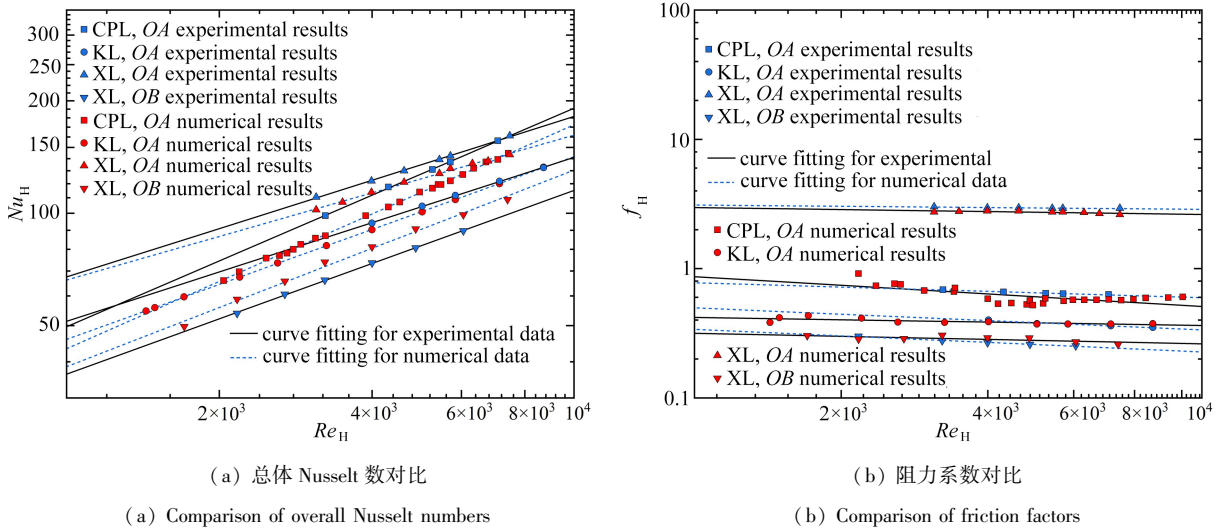 300
250
200
150
100
50
Nu_H
CPL, OA experimental results
KL, OA experimental results
XL, OA experimental results
XL, OB experimental results
CPL, OA numerical results
KL, OA numerical results
XL, OA numerical results
XL, OB numerical results
curve fitting for experimental data
curve fitting for numerical data
2×10³ 4×10³ 6×10³ 8×10³ 10⁴
Re_H
(a) 总体 Nusselt 数对比
(a) Comparison of overall Nusselt numbers
100
10
1
0.1
f_H
CPL, OA experimental results
KL, OA experimental results
XL, OA experimental results
XL, OB experimental results
curve fitting for experimental
curve fitting for numerical data
CPL, OA numerical results
KL, OA numerical results
XL, OA numerical results
XL, OB numerical results
2×10³ 4×10³ 6×10³ 8×10³ 10⁴
Re_H
(b) 阻力系数对比
(b) Comparison of friction factors